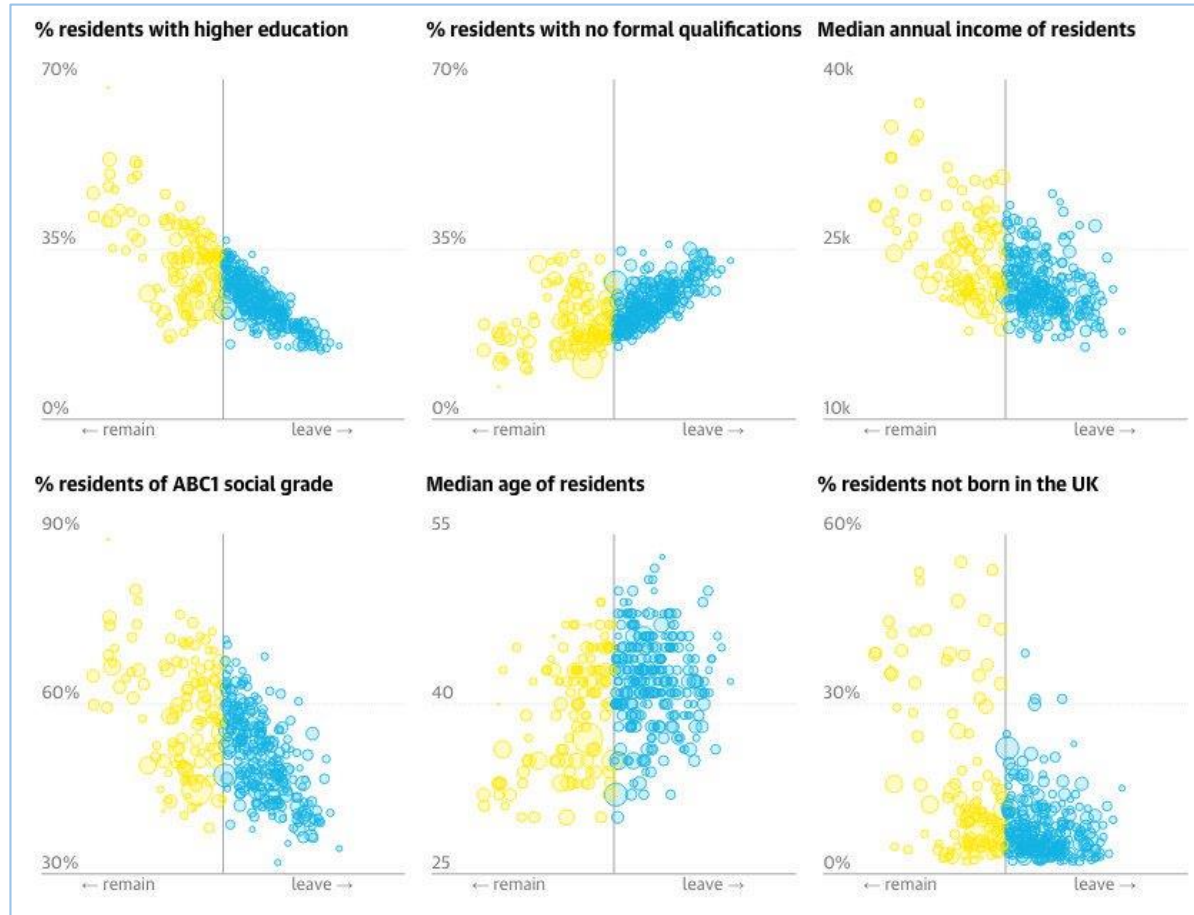 % residents with higher education
70%
35%
0%
← remain
leave →
% residents with no formal qualifications
70%
35%
0%
← remain
leave →
Median annual income of residents
40k
25k
10k
← remain
leave →
% residents of ABC1 social grade
90%
60%
30%
← remain
leave →
Median age of residents
55
40
25
← remain
leave →
% residents not born in the UK
60%
30%
0%
← remain
leave →